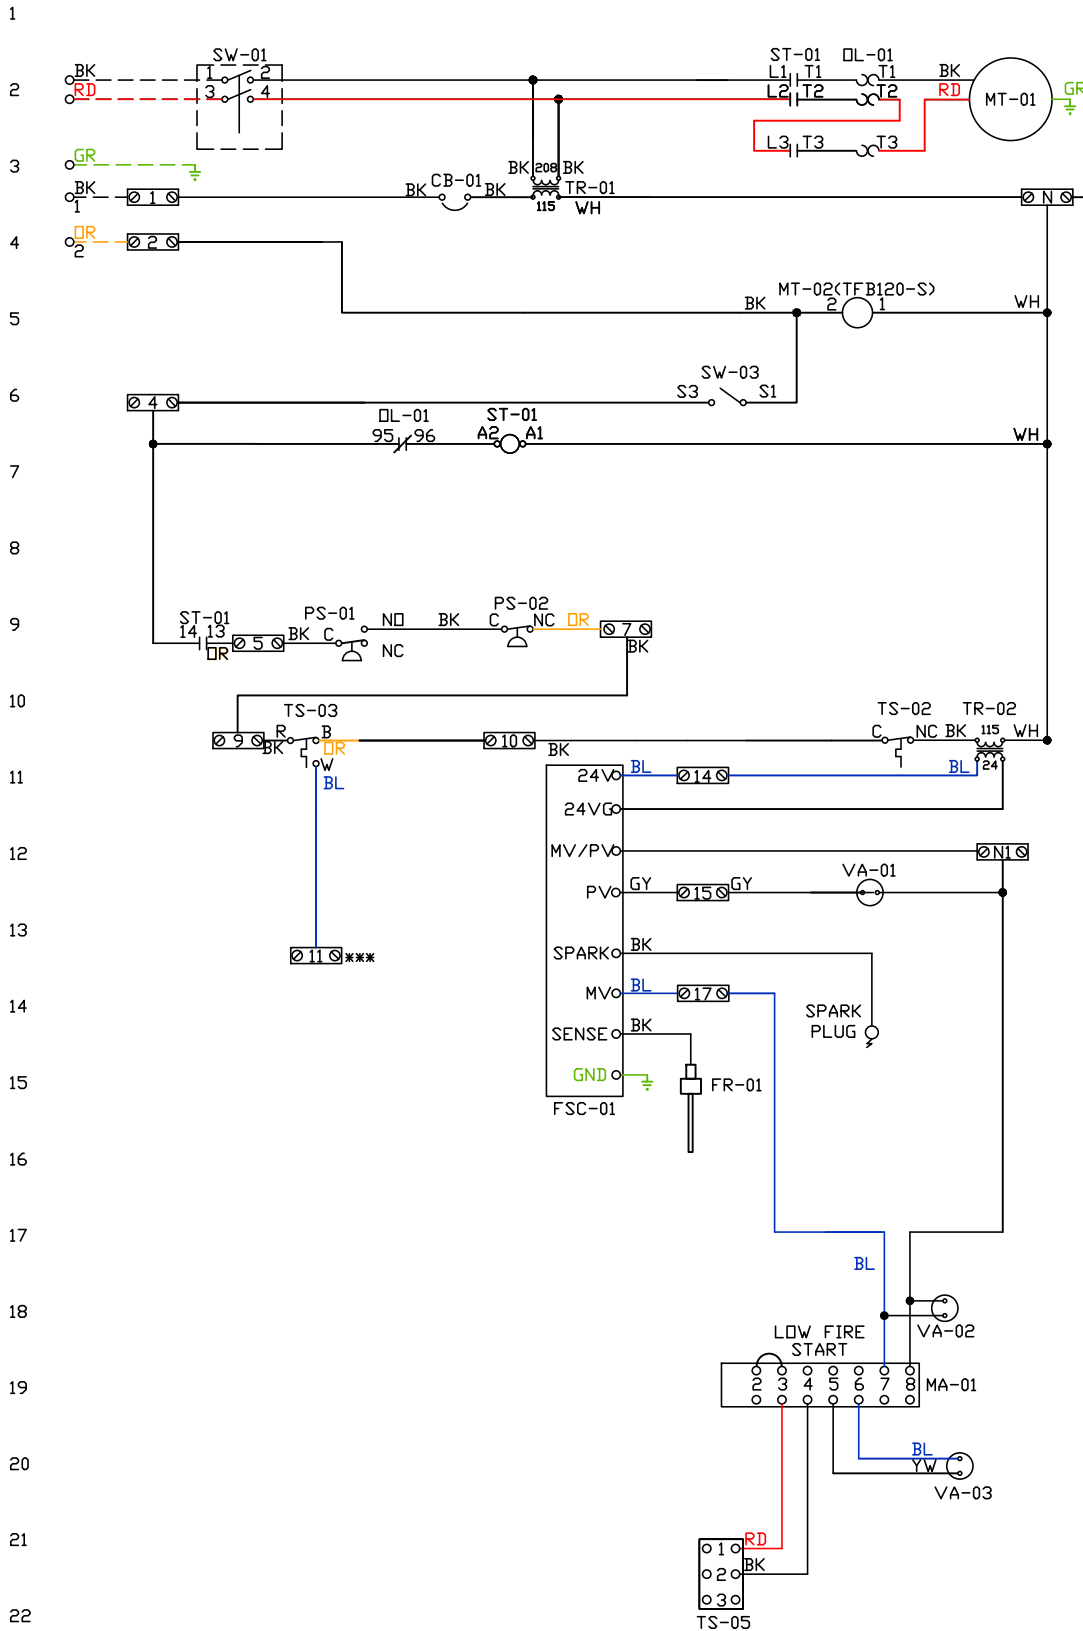 1
SW-01 ST-01 OL-01
BK 1 2 L1 T1 T1 BK
2 RD 3 4 L2 T2 T2 RD MT-01 GR
L3 T3 T3
3 GR BK 208 BK
BK 1 1 BK CB-01 BK TR-01 N
115 WH
4 OR 2 2
MT-02(TFB120-S)
5 BK 2 1 WH
SW-03
6 4 S3 S1
OL-01 ST-01
95 96 A2 A1 WH
7
8
ST-01 PS-01 PS-02
9 NO BK C NC OR 7
14 13 5 BK C BK
OR NC
10 TS-03 TS-02 TR-02
9 R B 10 C NC BK 115 WH
BK OR BK
W 24
11 BL 24V BL 14 BL
24VG
12 MV/PV N1
VA-01
PV GY 15 GY
13
11 *** SPARK BK
14 MV BL 17
SPARK
SENSE BK PLUG
15 GND FR-01
FSC-01
16
17
BL
18
LOW FIRE VA-02
START
19 2 3 4 5 6 7 8 MA-01
20 BL
YW
VA-03
21 1 RD
2 BK
3
22 TS-05